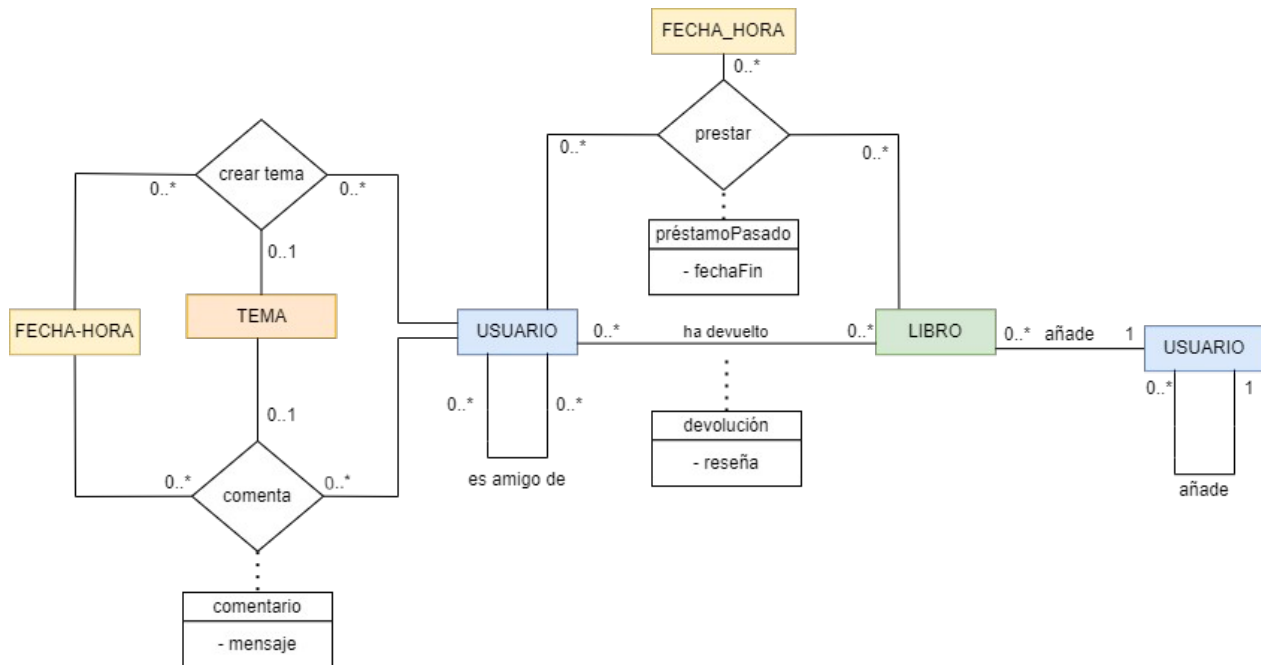 FECHA_HORA
0..*
prestar
0..*
0..*
crear tema
0..*
0..*
0..1
préstamoPasado
- fechaFin
FECHA-HORA
TEMA
USUARIO
0..*
ha devuelto
0..*
LIBRO
0..*
añade
1
USUARIO
0..*
1
añade
0..*
0..*
es amigo de
devolución
- reseña
0..1
0..*
comenta
0..*
comentario
- mensaje